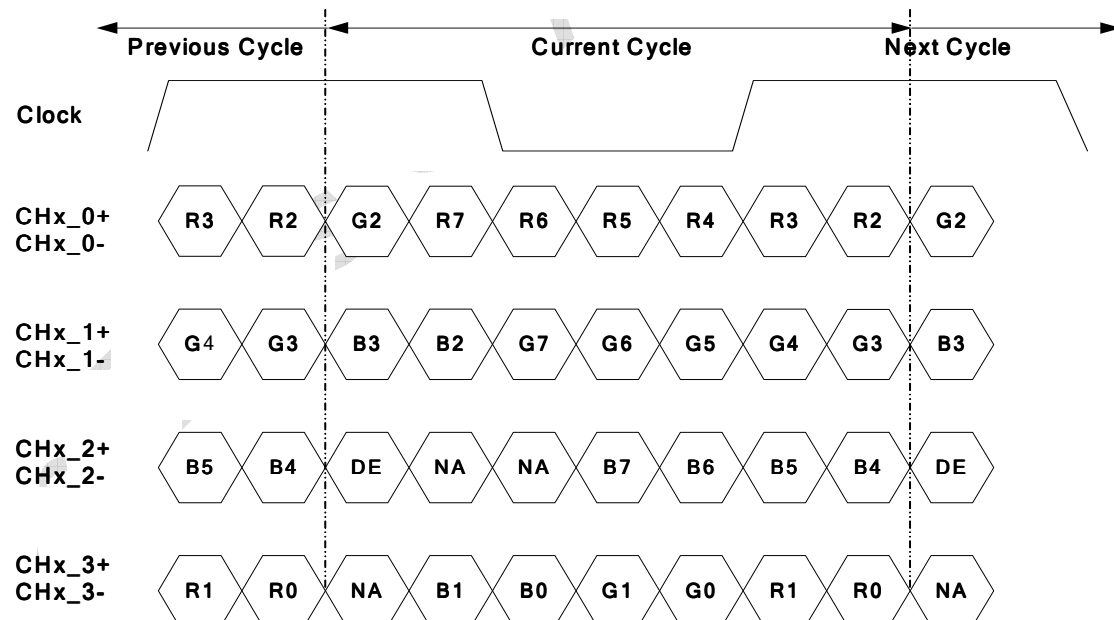 Previous Cycle Current Cycle Next Cycle
Clock
CHx_0+
CHx_0-
R3 R2 G2 R7 R6 R5 R4 R3 R2 G2
CHx_1+
CHx_1-
G4 G3 B3 B2 G7 G6 G5 G4 G3 B3
CHx_2+
CHx_2-
B5 B4 DE NA NA B7 B6 B5 B4 DE
CHx_3+
CHx_3-
R1 R0 NA B1 B0 G1 G0 R1 R0 NA